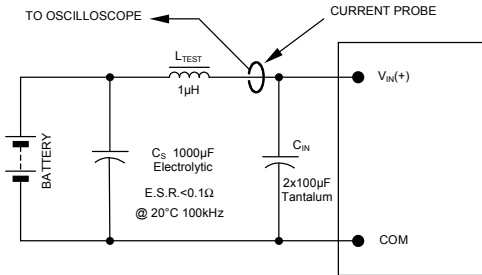 TO OSCILLOSCOPE
CURRENT PROBE
LTEST
1µH
VIN(+)
BATTERY
CS 1000µF
Electrolytic
E.S.R.<0.1Ω
@ 20°C 100kHz
CIN
2x100µF
Tantalum
COM